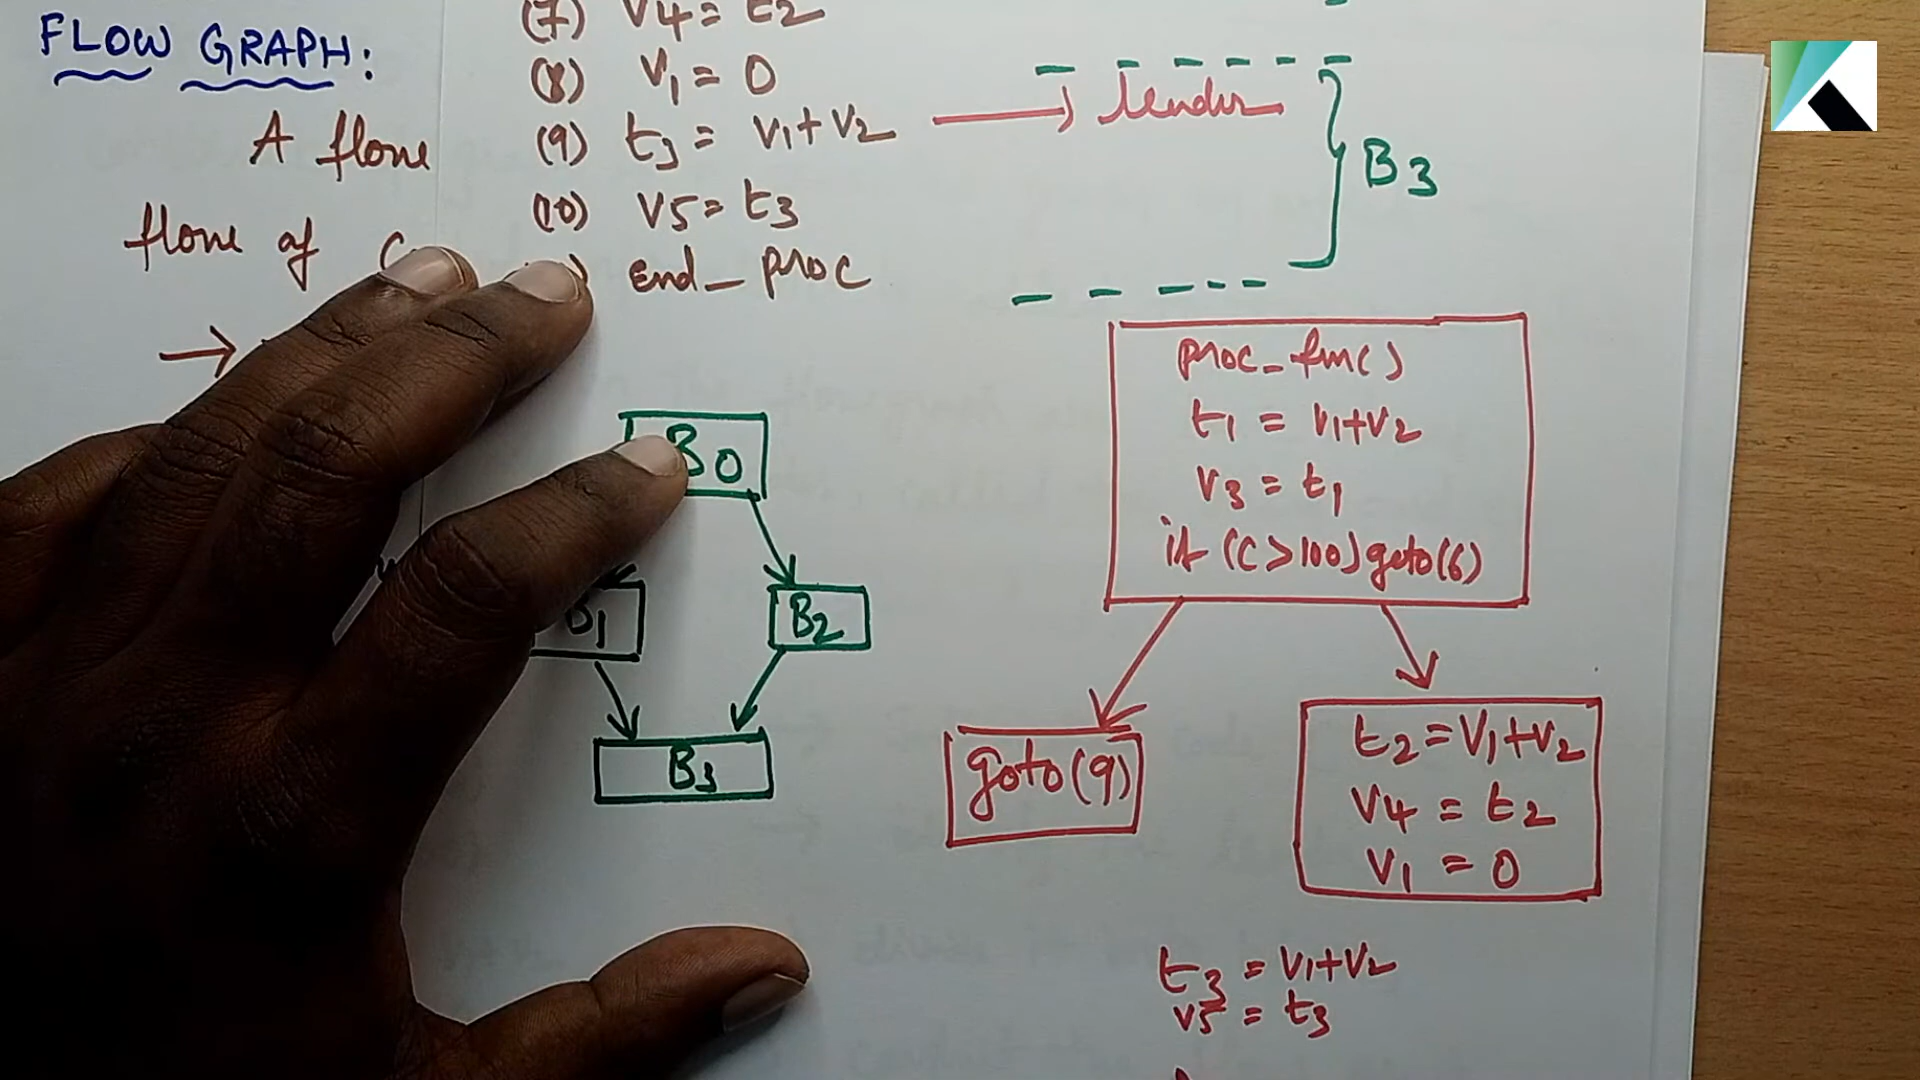 FLOW GRAPH:
A flow
flow of
(7) V4 = t2
(8) V1 = 0
(9) t3 = V1+V2
(10) V5 = t3
) end_proc
leader
B3
B0
B1
B2
B3
proc_func()
t1 = V1+V2
V3 = t1
if (c>100) goto(6)
goto(9)
t2 = V1+V2
V4 = t2
V1 = 0
t3 = V1+V2
V5 = t3